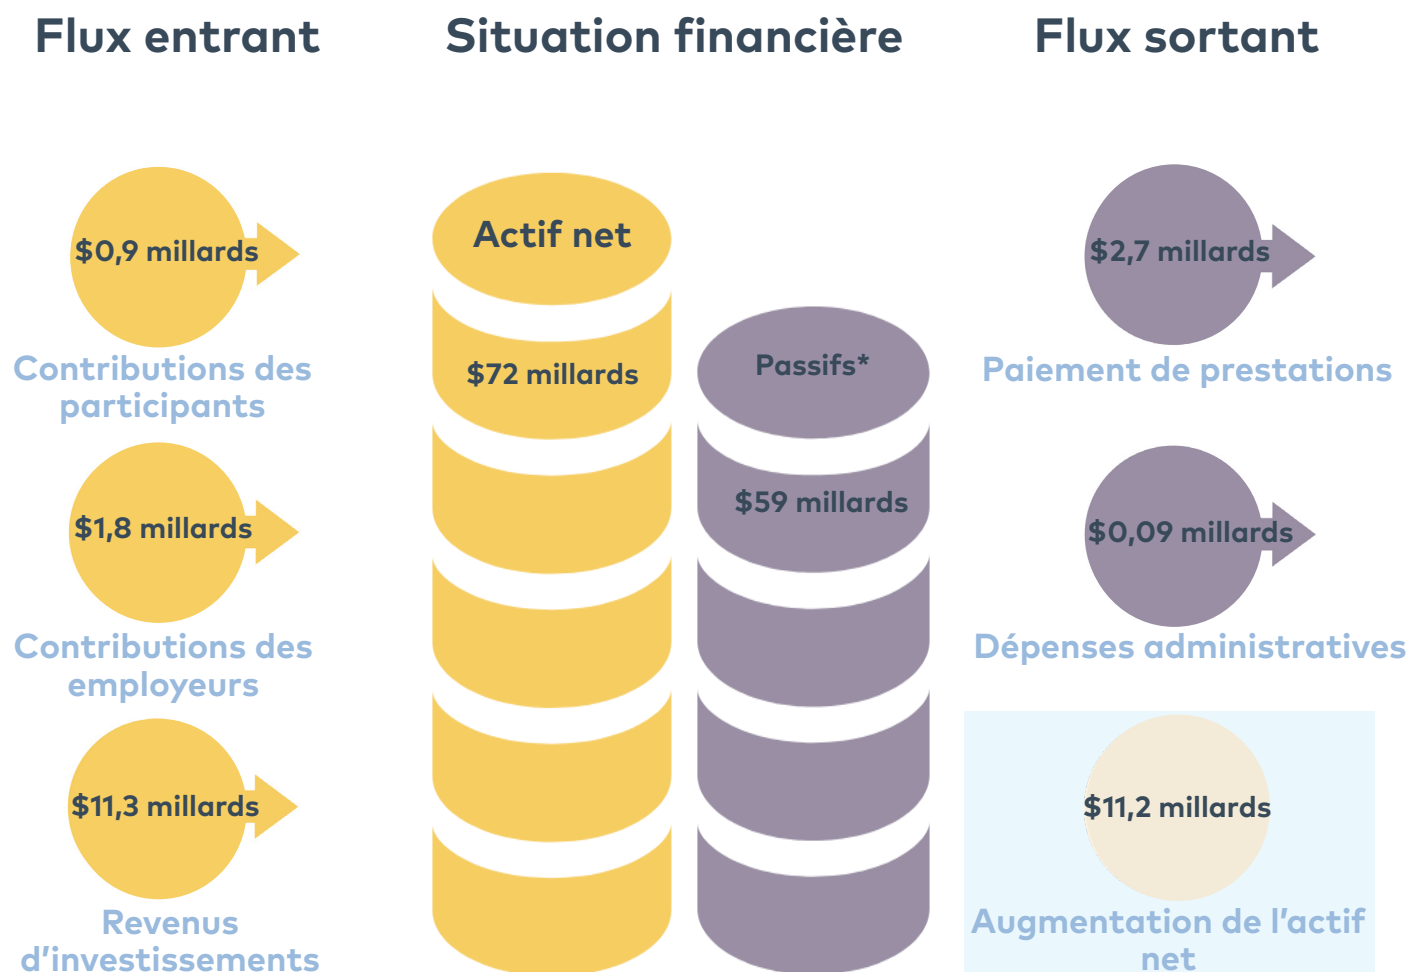 Flux entrant
Situation financière
Flux sortant
$0,9 millards
Contributions des
participants
$1,8 millards
Contributions des
employeurs
$11,3 millards
Revenus
d’investissements
Actif net
$72 millards
Passifs*
$59 millards
$2,7 millards
Paiement de prestations
$0,09 millards
Dépenses administratives
$11,2 millards
Augmentation de l’actif
net